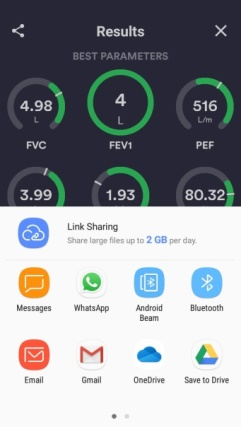 Results
BEST PARAMETERS
4.98
L
4
L
516
L/m
FVC
FEV1
PEF
3.99
1.93
80.32
Link Sharing
Share large files up to 2 GB per day.
Messages
WhatsApp
Android
Beam
Bluetooth
Email
Gmail
OneDrive
Save to Drive